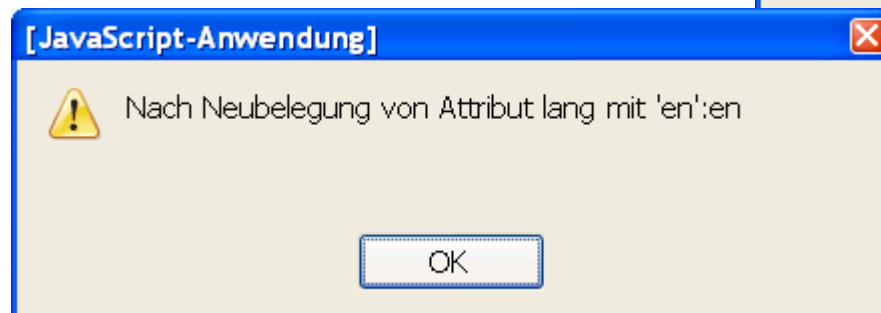 [JavaScript-Anwendung]
Nach Neubelegung von Attribut lang mit 'en':en
OK